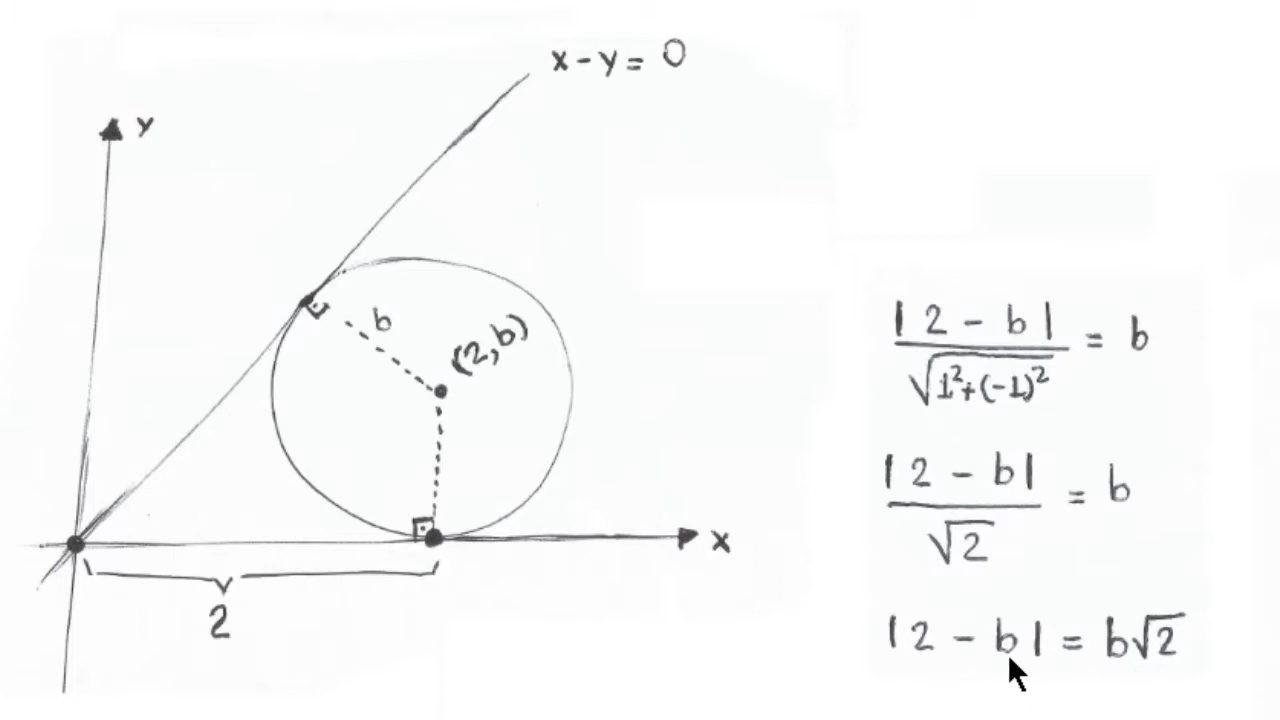 x - y = 0
y
b
(2,b)
x
2
|2 - b| / √(1²+(-1)²) = b
|2 - b| / √2 = b
|2 - b| = b√2